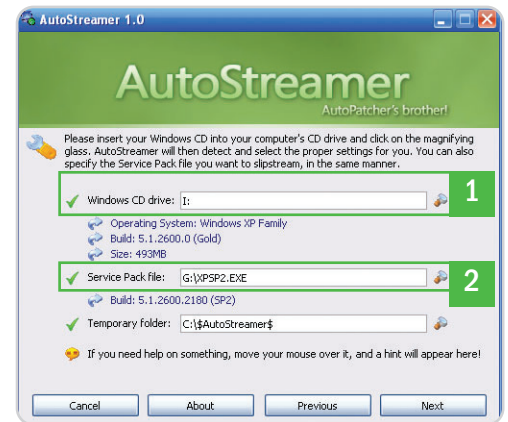 AutoStreamer 1.0
AutoStreamer
AutoPatcher's brother!
Please insert your Windows CD into your computer's CD drive and click on the magnifying
glass. AutoStreamer will then detect and select the proper settings for you. You can also
specify the Service Pack file you want to slipstream, in the same manner.
1
Windows CD drive: I:
Operating System: Windows XP Family
Build: 5.1.2600.0 (Gold)
Size: 493MB
2
Service Pack file: G:\XPSP2.EXE
Build: 5.1.2600.2180 (SP2)
Temporary folder: C:\$AutoStreamer$
If you need help on something, move your mouse over it, and a hint will appear here!
Cancel About Previous Next